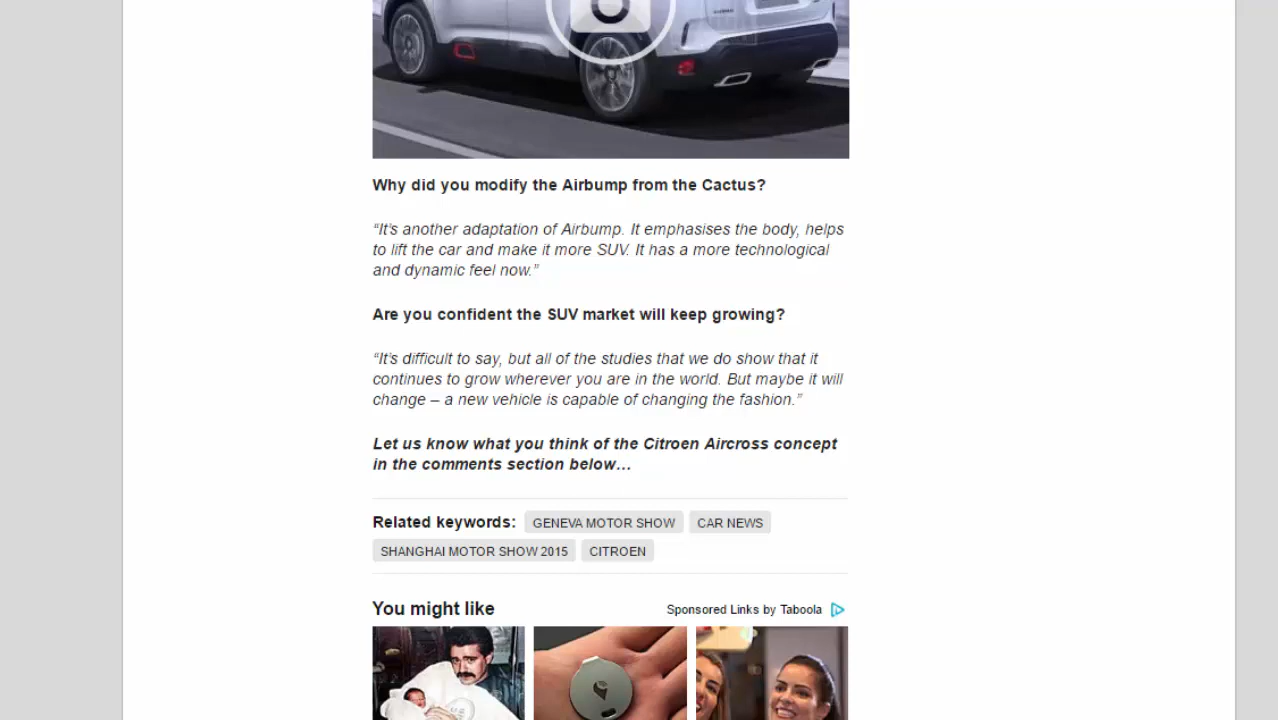 Why did you modify the Airbump from the Cactus?
“It’s another adaptation of Airbump. It emphasises the body, helps
to lift the car and make it more SUV. It has a more technological
and dynamic feel now.”
Are you confident the SUV market will keep growing?
“It’s difficult to say, but all of the studies that we do show that it
continues to grow wherever you are in the world. But maybe it will
change – a new vehicle is capable of changing the fashion.”
Let us know what you think of the Citroen Aircross concept
in the comments section below…
Related keywords: GENEVA MOTOR SHOW CAR NEWS
SHANGHAI MOTOR SHOW 2015 CITROEN
You might like Sponsored Links by Taboola